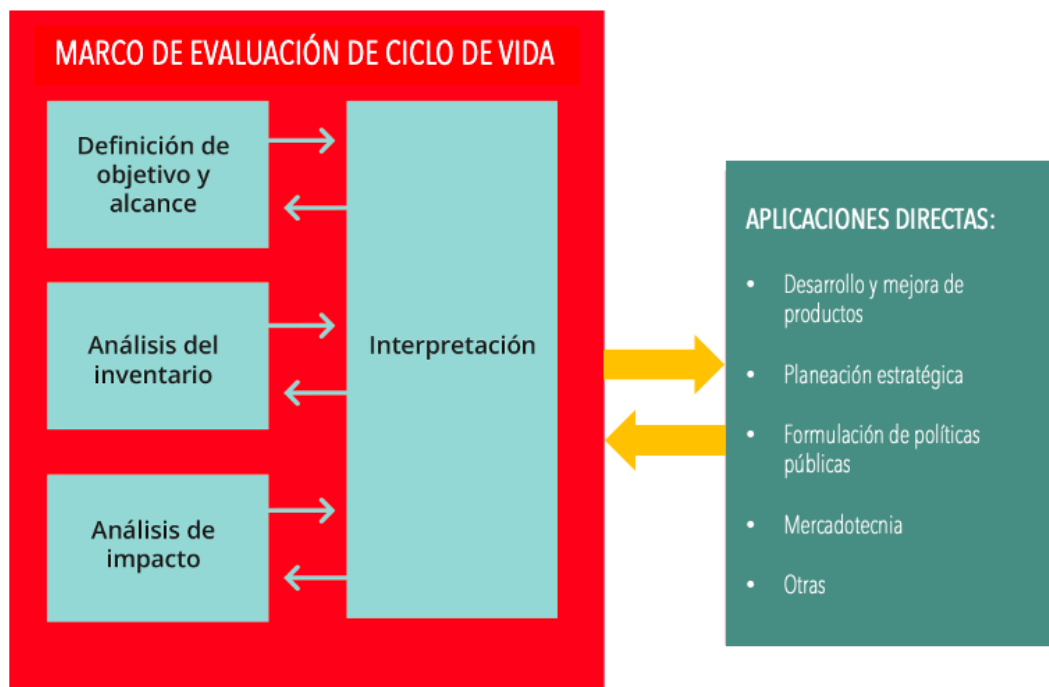 MARCO DE EVALUACIÓN DE CICLO DE VIDA
Definición de
objetivo y
alcance
Análisis del
inventario
Análisis de
impacto
Interpretación
APLICACIONES DIRECTAS:
• Desarrollo y mejora de
productos
• Planeación estratégica
• Formulación de políticas
públicas
• Mercadotecnia
• Otras